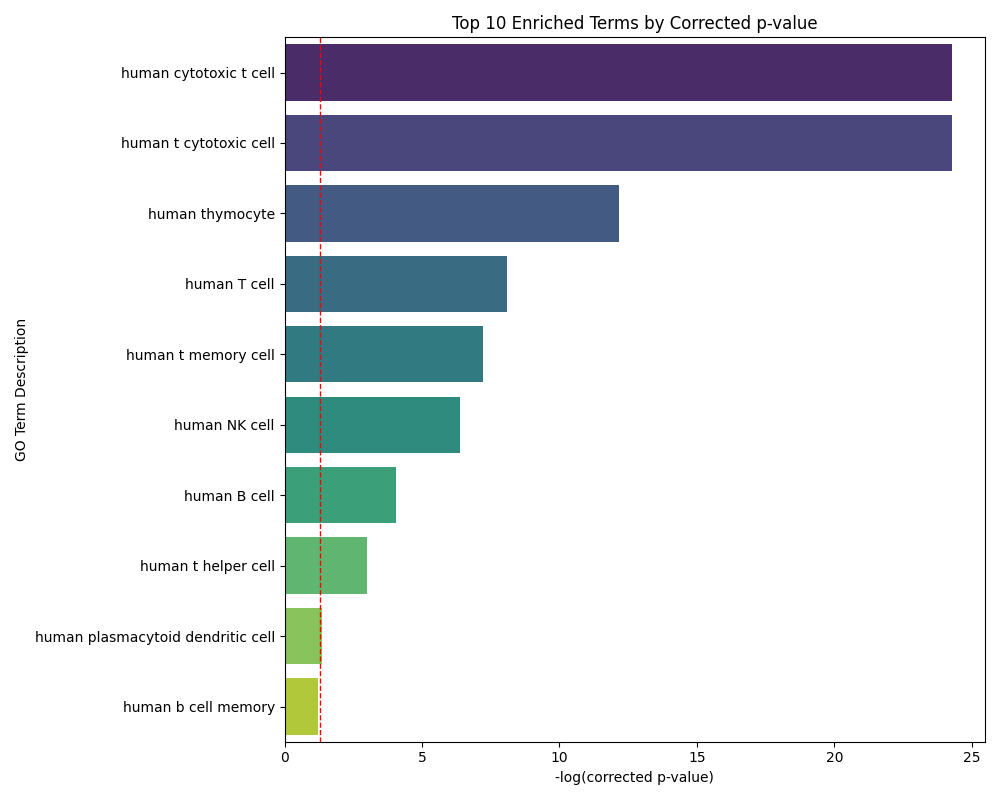 Top 10 Enriched Terms by Corrected p-value
human cytotoxic t cell
human t cytotoxic cell
human thymocyte
human T cell
human t memory cell
human NK cell
human B cell
human t helper cell
human plasmacytoid dendritic cell
human b cell memory
GO Term Description
0 5 10 15 20 25
-log(corrected p-value)